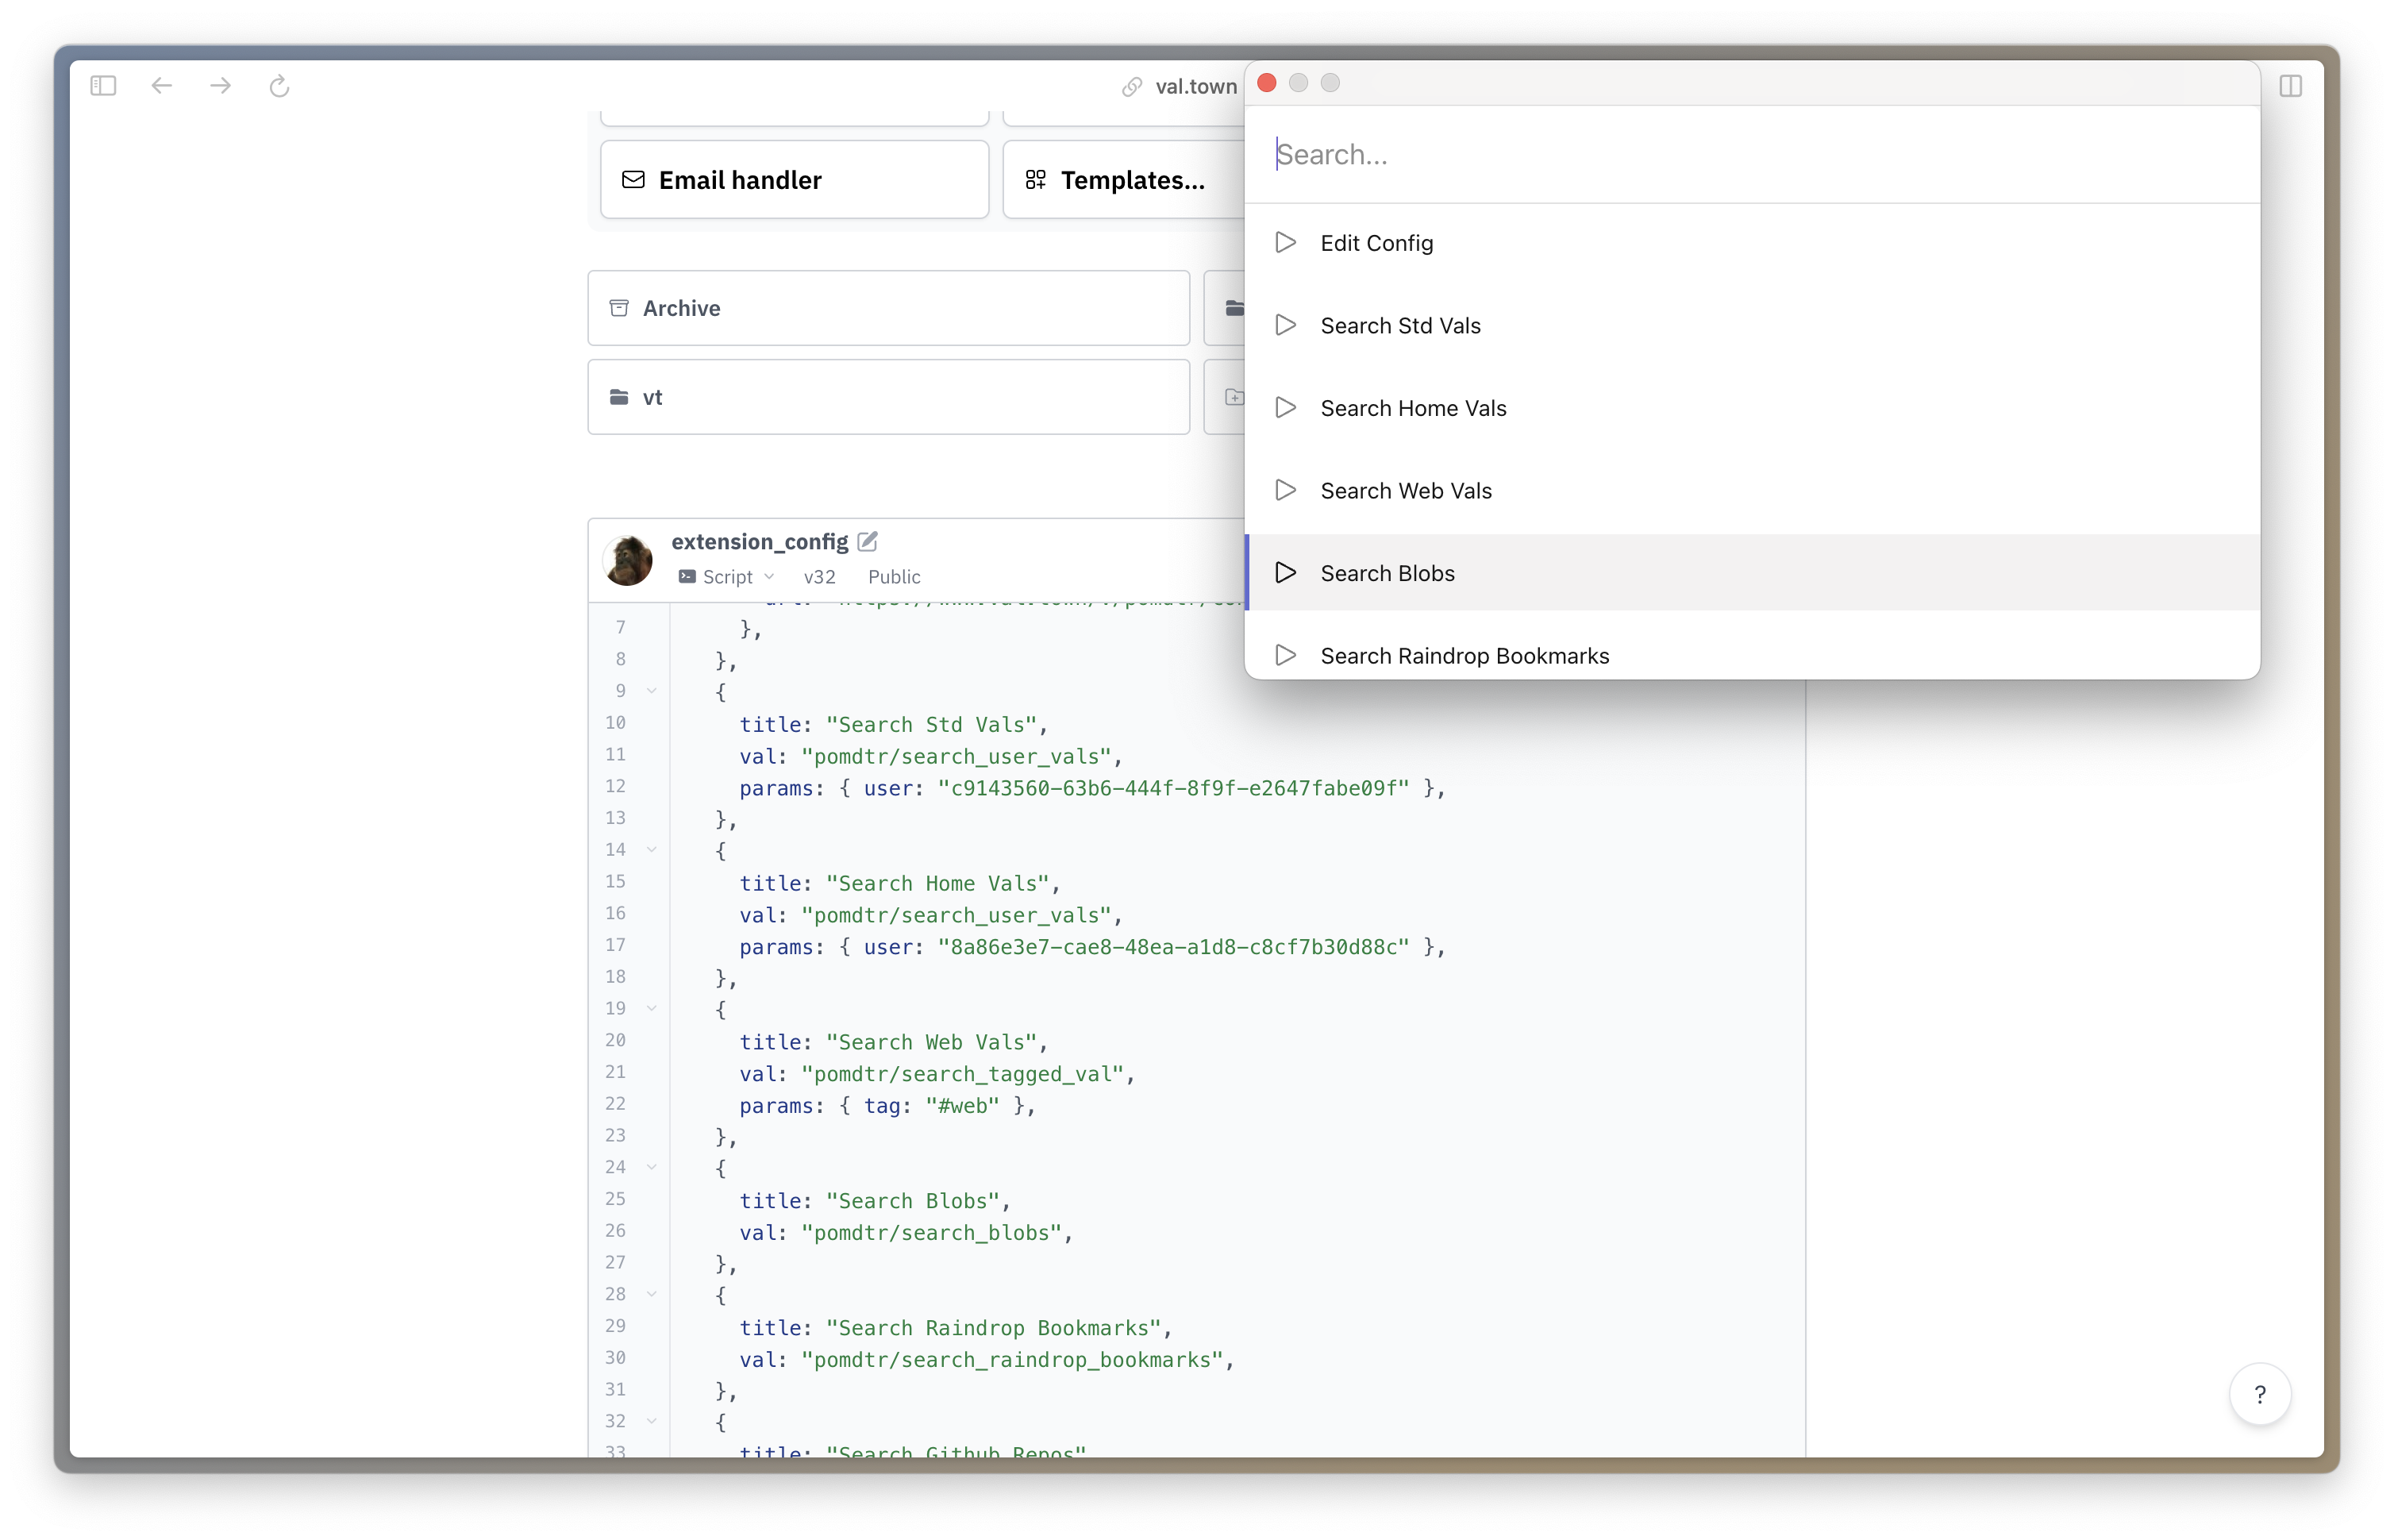 val.town
Email handler
Templates...
Archive
vt
Search...
Edit Config
Search Std Vals
Search Home Vals
Search Web Vals
Search Blobs
Search Raindrop Bookmarks
extension_config
Script
v32
Public
7 },
8 },
9 {
10 title: "Search Std Vals",
11 val: "pomdtr/search_user_vals",
12 params: { user: "c9143560-63b6-444f-8f9f-e2647fabe09f" },
13 },
14 {
15 title: "Search Home Vals",
16 val: "pomdtr/search_user_vals",
17 params: { user: "8a86e3e7-cae8-48ea-a1d8-c8cf7b30d88c" },
18 },
19 {
20 title: "Search Web Vals",
21 val: "pomdtr/search_tagged_val",
22 params: { tag: "#web" },
23 },
24 {
25 title: "Search Blobs",
26 val: "pomdtr/search_blobs",
27 },
28 {
29 title: "Search Raindrop Bookmarks",
30 val: "pomdtr/search_raindrop_bookmarks",
31 },
32 {
33 title: "Search Github Repos"
?